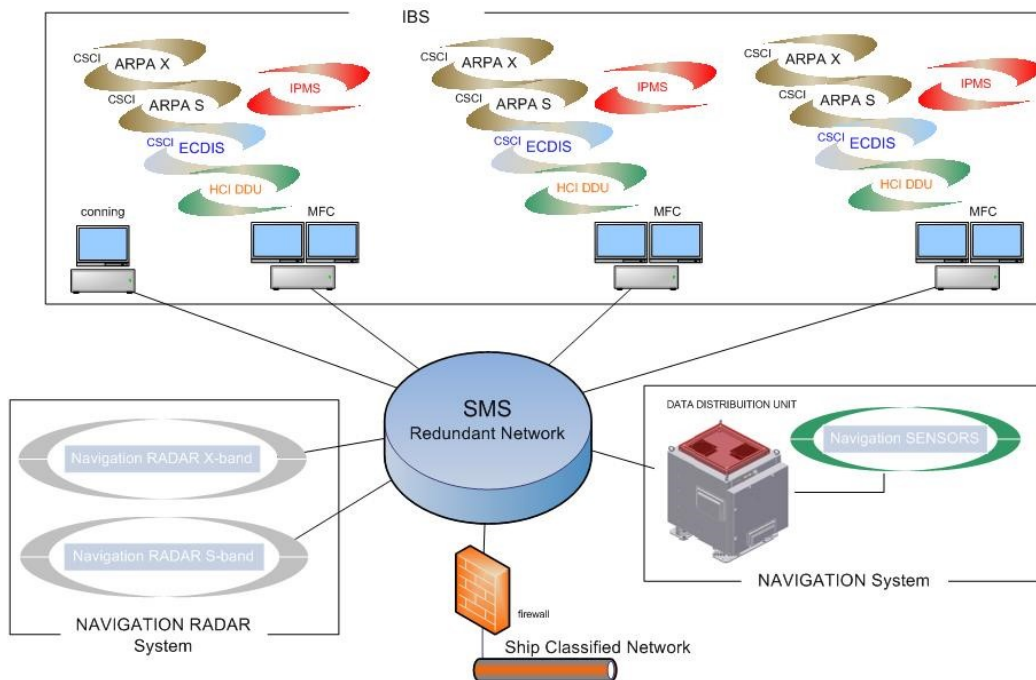 IBS
CSCI ARPA X
CSCI ARPA S
IPMS
CSCI ECDIS
HCI DDU
CSCI ARPA X
CSCI ARPA S
IPMS
CSCI ECDIS
HCI DDU
CSCI ARPA X
CSCI ARPA S
IPMS
CSCI ECDIS
HCI DDU
conning
MFC
MFC
MFC
SMS
Redundant Network
Navigation RADAR X-band
Navigation RADAR S-band
NAVIGATION RADAR
System
DATA DISTRIBUITION UNIT
Navigation SENSORS
NAVIGATION System
firewall
Ship Classified Network